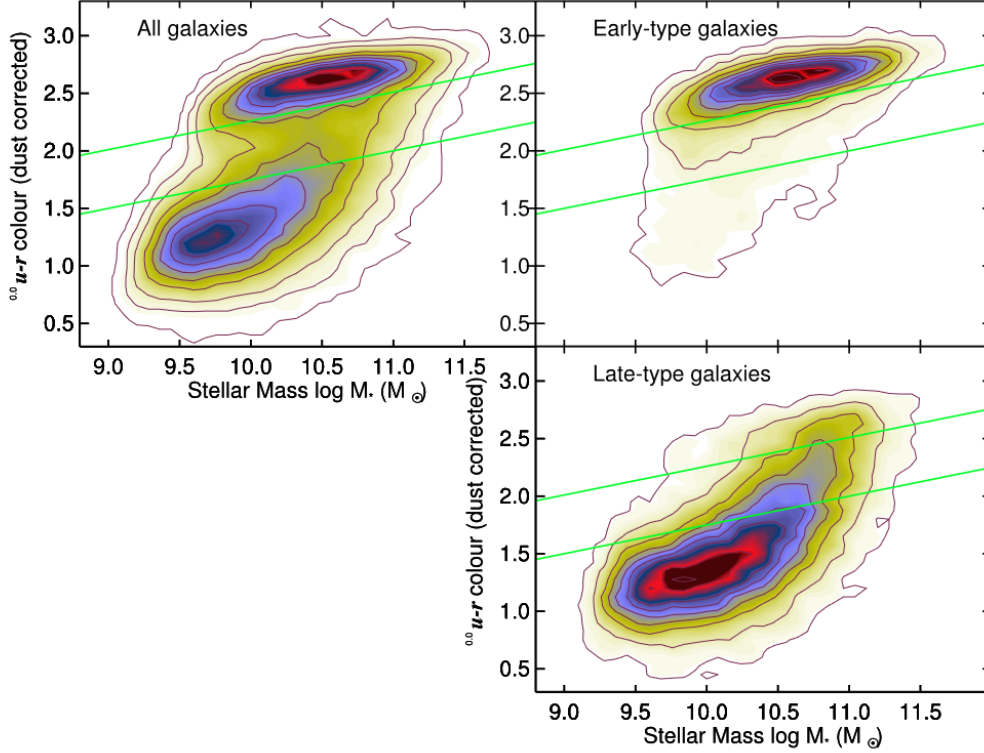 All galaxies
3.0
2.5
2.0
1.5
1.0
0.5
0.0 u-r colour (dust corrected)
9.0 9.5 10.0 10.5 11.0 11.5
Stellar Mass log M* (M☉)
Early-type galaxies
3.0
2.5
2.0
1.5
1.0
0.5
Late-type galaxies
3.0
2.5
2.0
1.5
1.0
0.5
0.0 u-r colour (dust corrected)
9.0 9.5 10.0 10.5 11.0 11.5
Stellar Mass log M* (M☉)